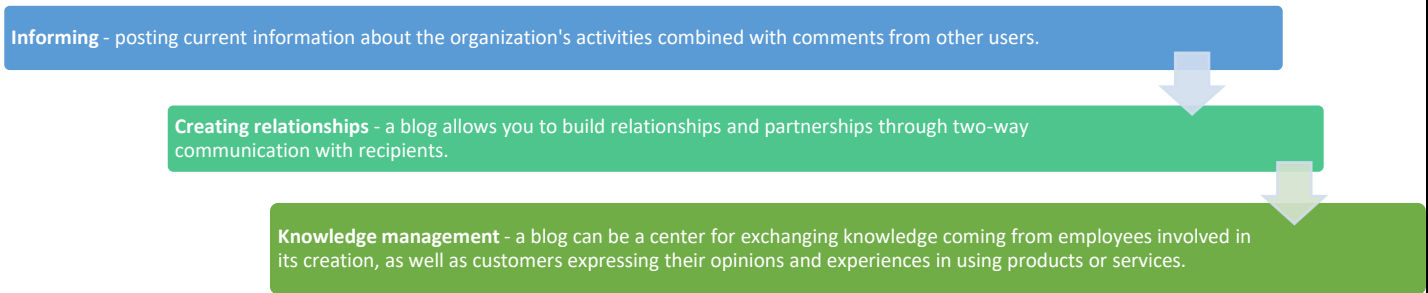 Informing - posting current information about the organization's activities combined with comments from other users.
Creating relationships - a blog allows you to build relationships and partnerships through two-way
communication with recipients.
Knowledge management - a blog can be a center for exchanging knowledge coming from employees involved in
its creation, as well as customers expressing their opinions and experiences in using products or services.